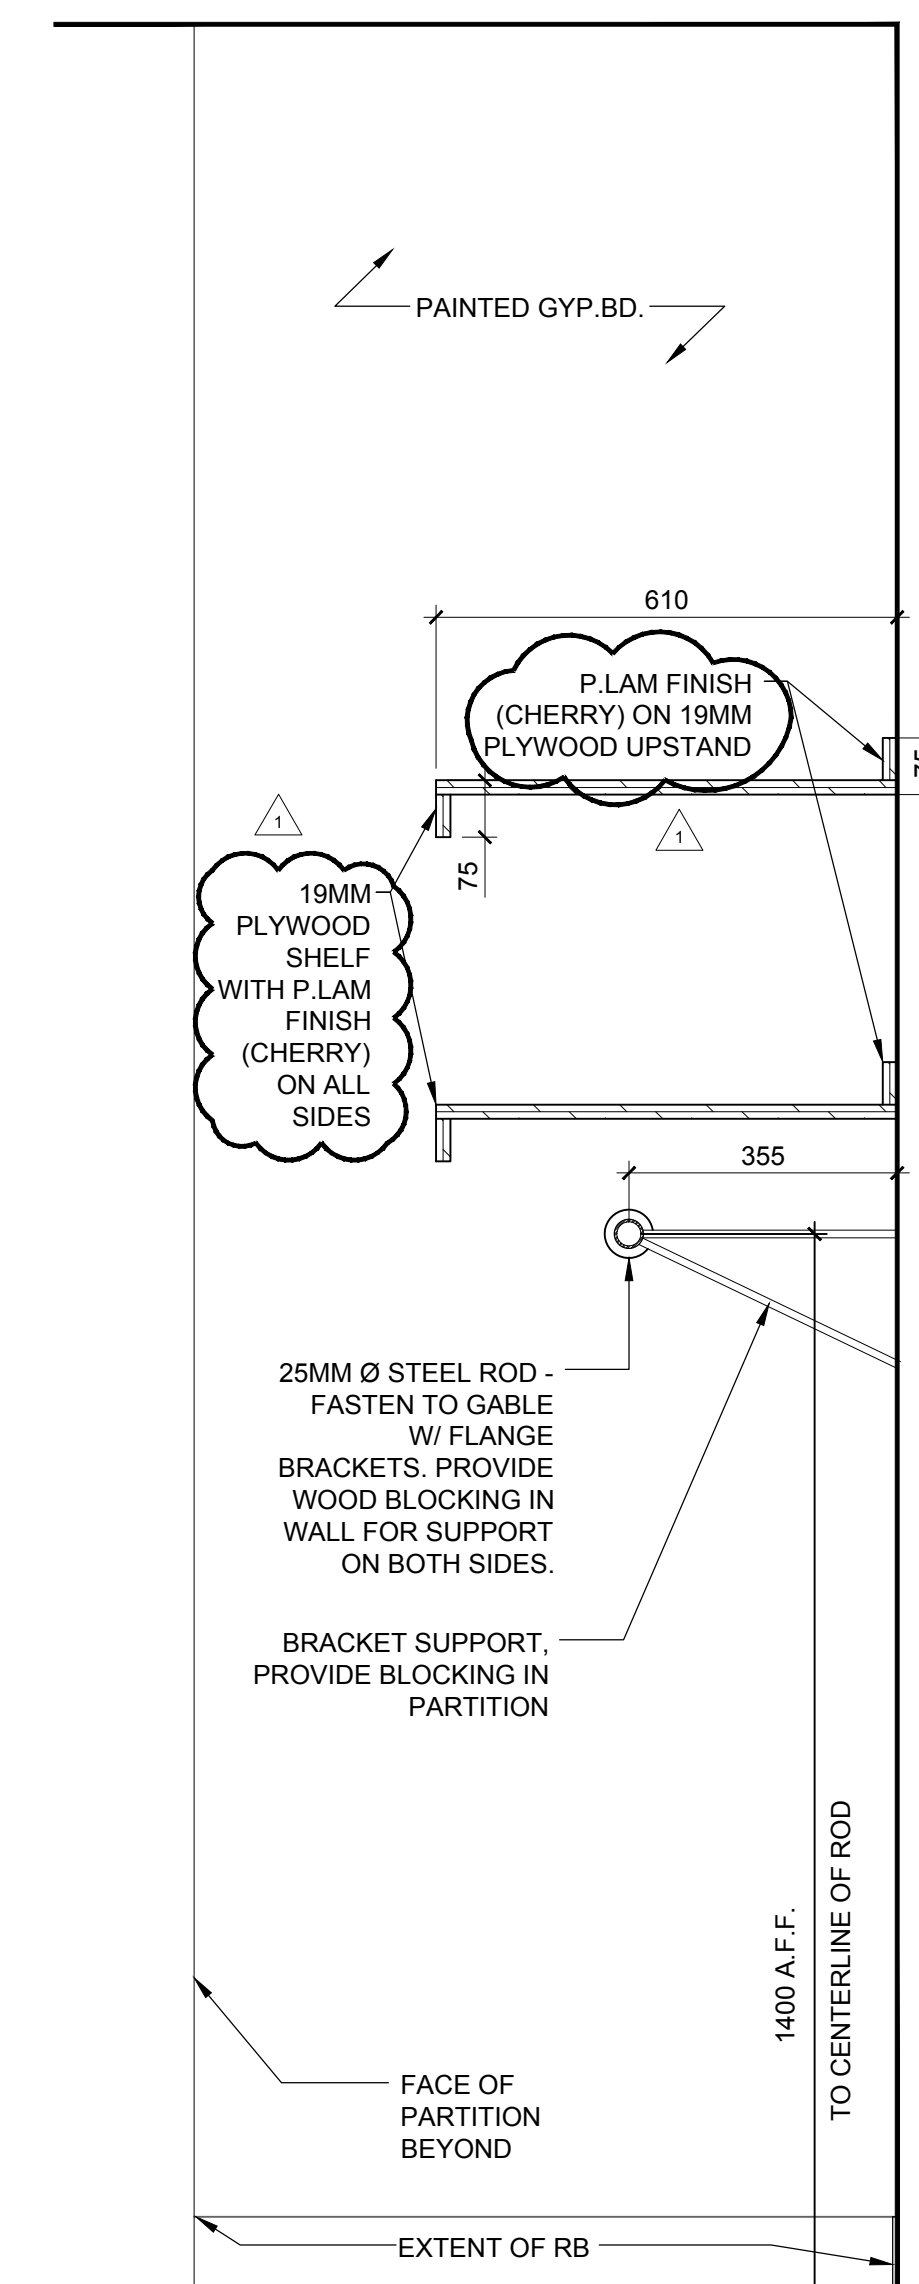 PAINTED GYP.BD.
610
P.LAM FINISH
(CHERRY) ON 19MM
PLYWOOD UPSTAND
75
1
1
75
19MM
PLYWOOD
SHELF
WITH P.LAM
FINISH
(CHERRY)
ON ALL
SIDES
355
25MM Ø STEEL ROD -
FASTEN TO GABLE
W/ FLANGE
BRACKETS. PROVIDE
WOOD BLOCKING IN
WALL FOR SUPPORT
ON BOTH SIDES.
BRACKET SUPPORT,
PROVIDE BLOCKING IN
PARTITION
1400 A.F.F.
TO CENTERLINE OF ROD
FACE OF
PARTITION
BEYOND
EXTENT OF RB